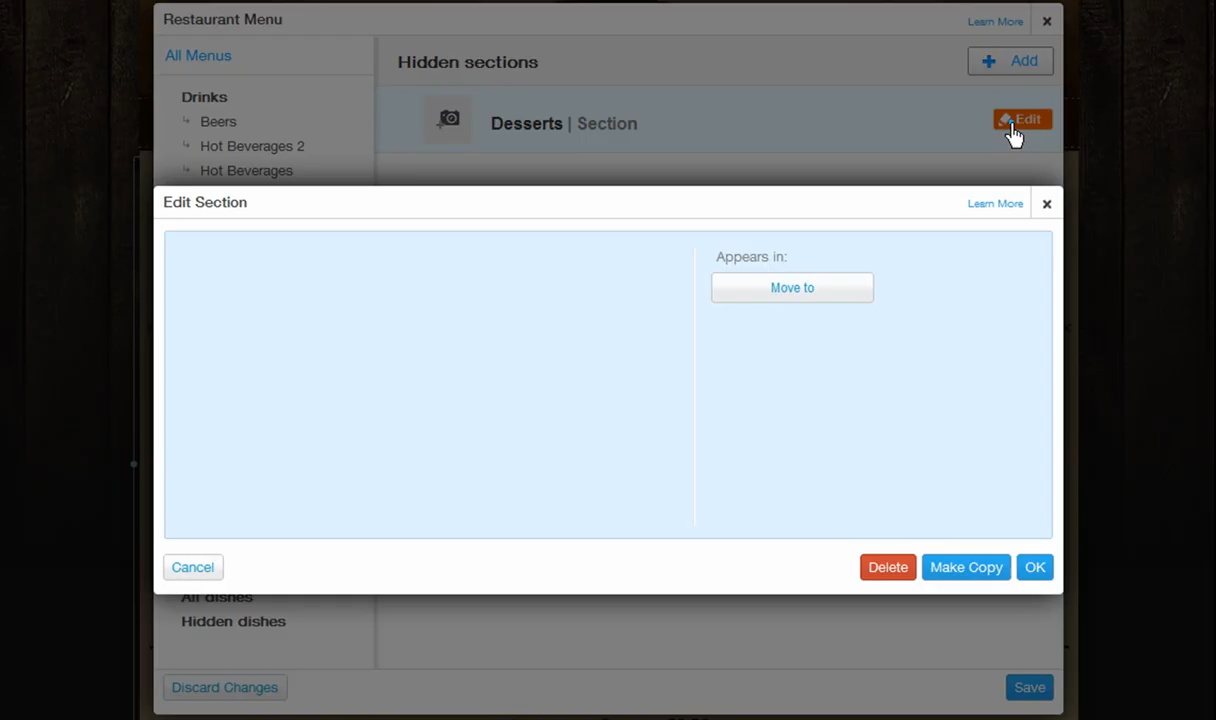 Restaurant Menu
Learn More
All Menus
Hidden sections
Add
Drinks
Beers
Hot Beverages 2
Hot Beverages
Desserts | Section
Edit
Edit Section
Learn More
Appears in:
Move to
Cancel
Delete
Make Copy
OK
All dishes
Hidden dishes
Discard Changes
Save